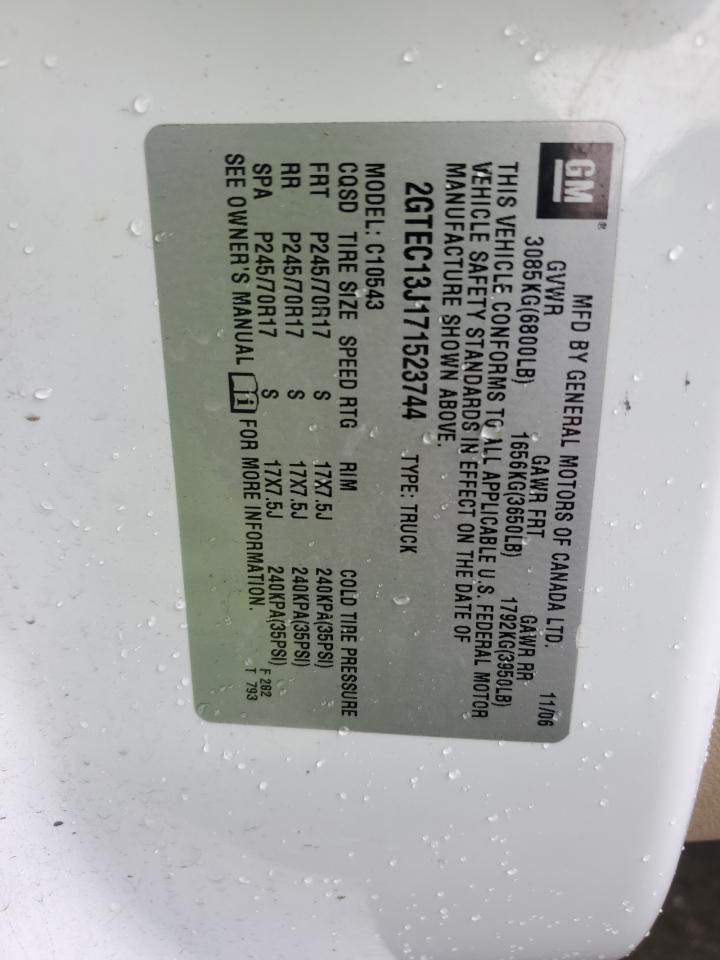 GM®
MFD BY GENERAL MOTORS OF CANADA LTD. 11/06
GVWR GAWR FRT GAWR RR
3085KG(6800LB) 1656KG(3650LB) 1792KG(3950LB)
THIS VEHICLE CONFORMS TO ALL APPLICABLE U.S. FEDERAL MOTOR
VEHICLE SAFETY STANDARDS IN EFFECT ON THE DATE OF
MANUFACTURE SHOWN ABOVE.
2GTEC13J171523744 TYPE: TRUCK
MODEL: C10543
CQSD TIRE SIZE SPEED RTG RIM COLD TIRE PRESSURE
FRT P245/70R17 S 17X7.5J 240KPA(35PSI)
RR P245/70R17 S 17X7.5J 240KPA(35PSI)
SPA P245/70R17 S 17X7.5J 240KPA(35PSI)
SEE OWNER'S MANUAL FOR MORE INFORMATION.
F 262
T 793